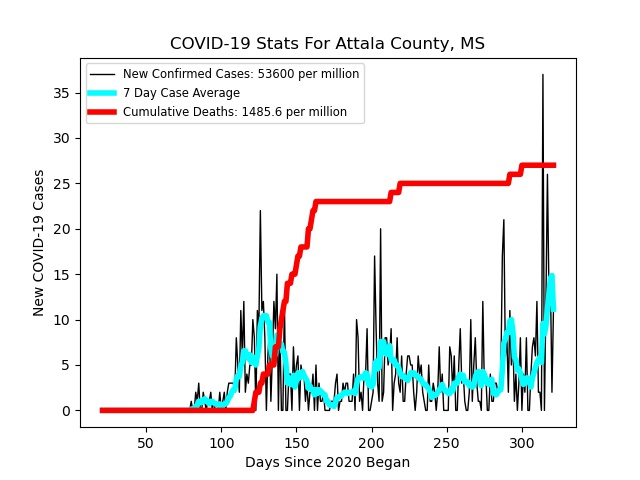 COVID-19 Stats For Attala County, MS
New Confirmed Cases: 53600 per million
7 Day Case Average
Cumulative Deaths: 1485.6 per million
New COVID-19 Cases
35
30
25
20
15
10
5
0
50 100 150 200 250 300
Days Since 2020 Began